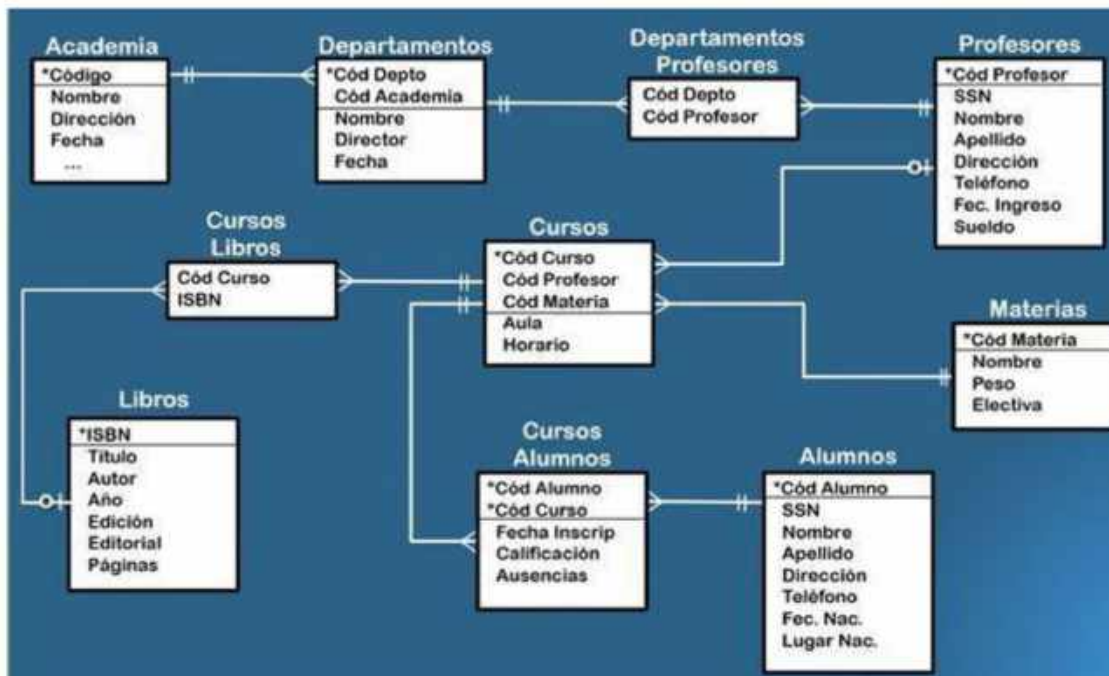 Academia
*Código
Nombre
Dirección
Fecha
...
Departamentos
*Cód Depto
Cód Academia
Nombre
Director
Fecha
Departamentos
Profesores
Cód Depto
Cód Profesor
Profesores
*Cód Profesor
SSN
Nombre
Apellido
Dirección
Teléfono
Fec. Ingreso
Sueldo
Cursos
Libros
Cód Curso
ISBN
Cursos
*Cód Curso
Cód Profesor
Cód Materia
Aula
Horario
Materias
*Cód Materia
Nombre
Peso
Electiva
Libros
*ISBN
Título
Autor
Año
Edición
Editorial
Páginas
Cursos
Alumnos
*Cód Alumno
*Cód Curso
Fecha Inscrip
Calificación
Ausencias
Alumnos
*Cód Alumno
SSN
Nombre
Apellido
Dirección
Teléfono
Fec. Nac.
Lugar Nac.